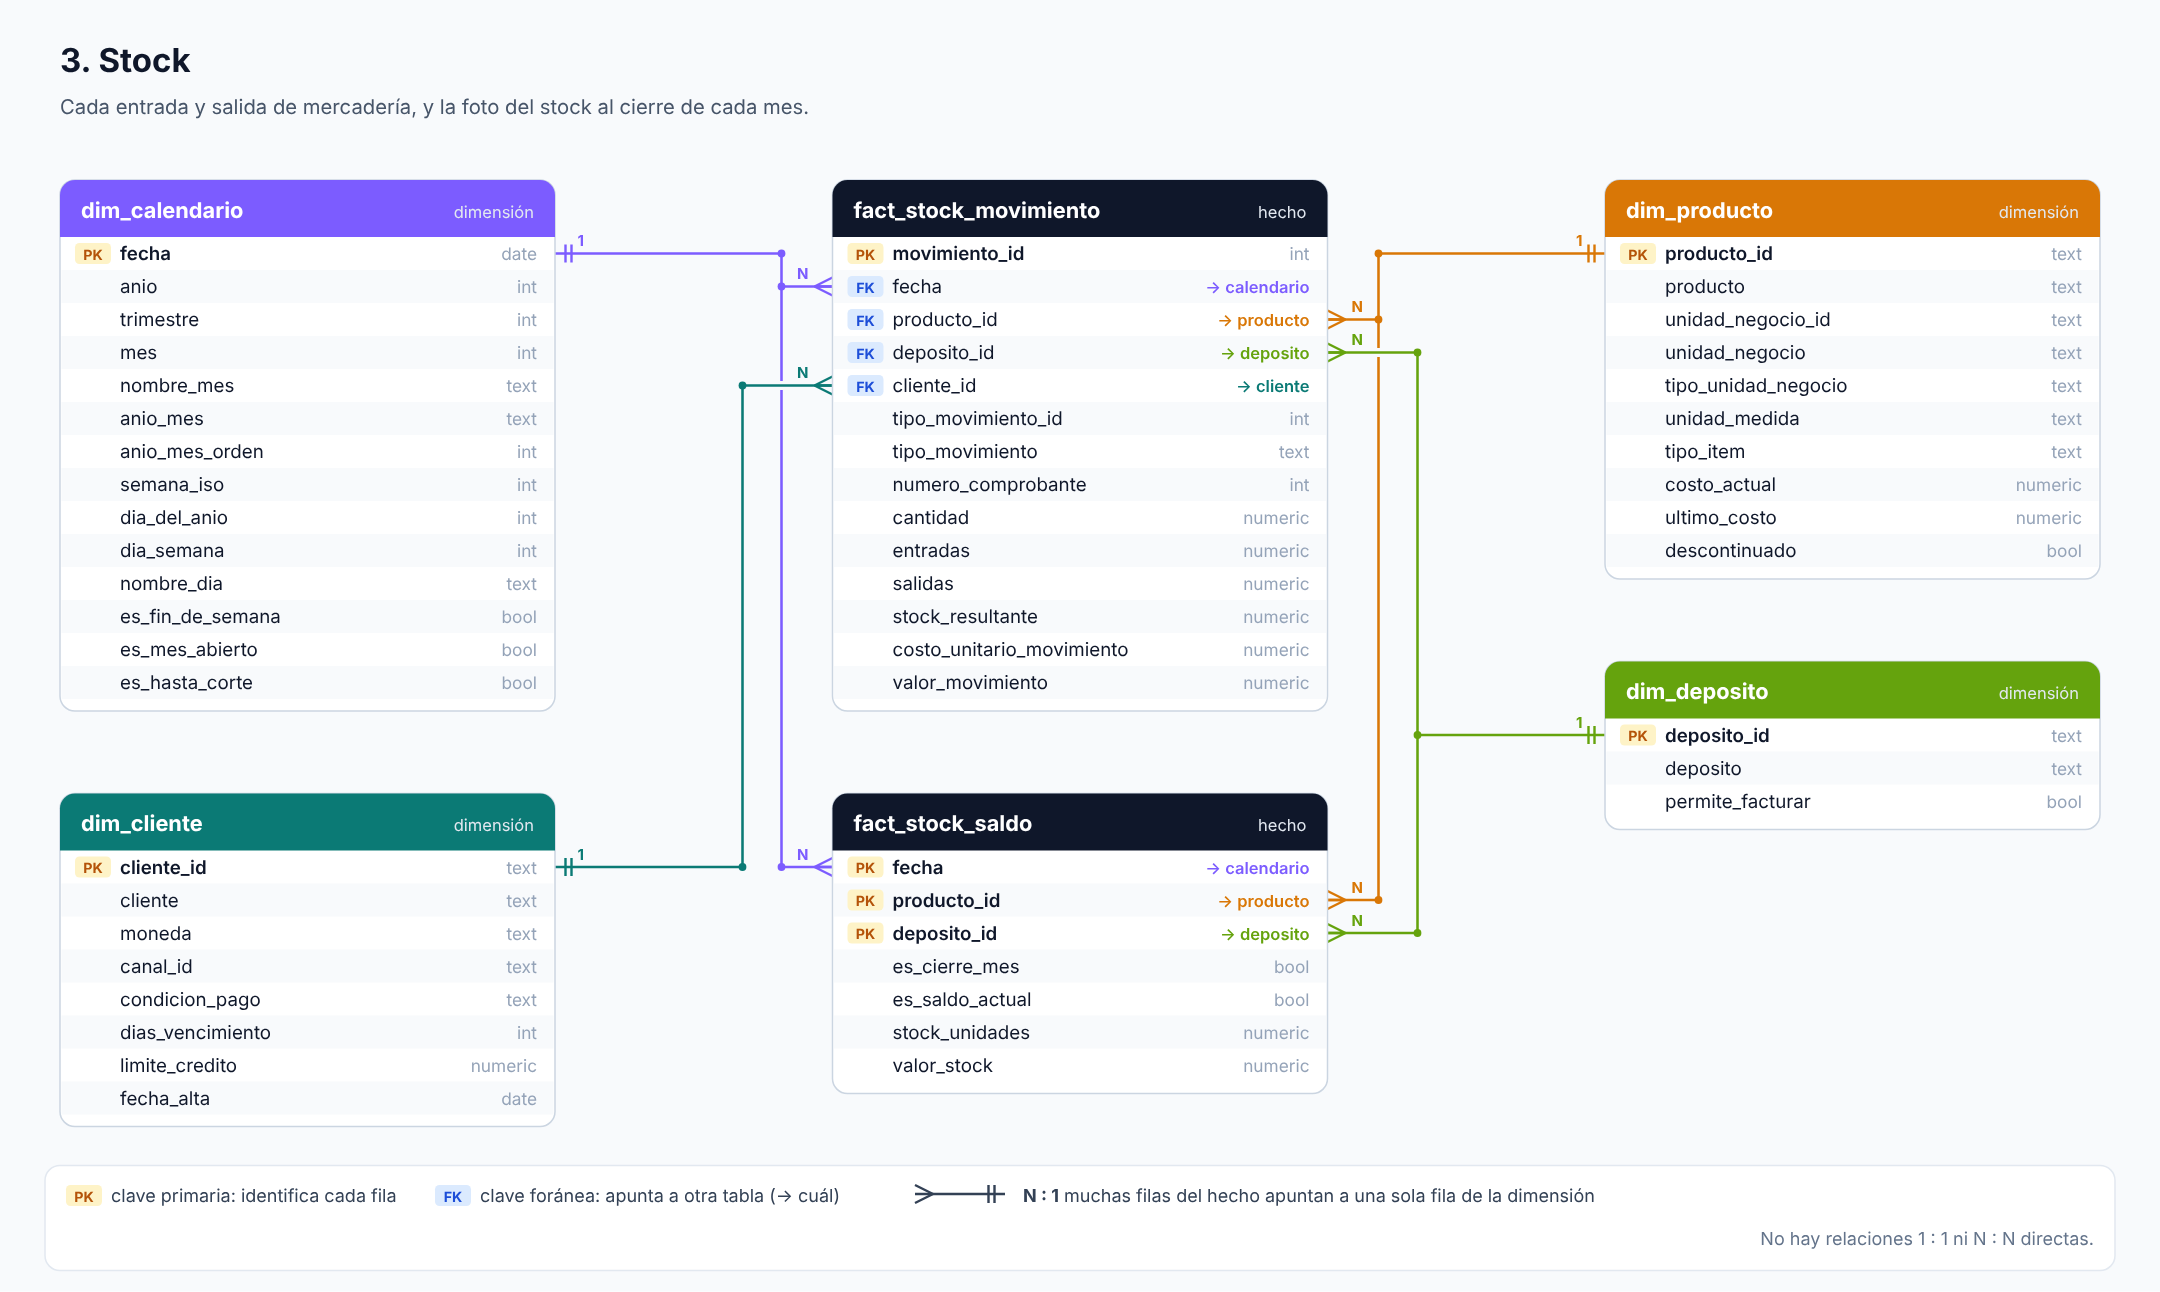 3. Stock
Cada entrada y salida de mercadería, y la foto del stock al cierre de cada mes.
dim_calendario dimensión
PK fecha date
anio int
trimestre int
mes int
nombre_mes text
anio_mes text
anio_mes_orden int
semana_iso int
dia_del_anio int
dia_semana int
nombre_dia text
es_fin_de_semana bool
es_mes_abierto bool
es_hasta_corte bool
1
N
N
N
fact_stock_movimiento hecho
PK movimiento_id int
FK fecha → calendario
FK producto_id → producto
FK deposito_id → deposito
FK cliente_id → cliente
tipo_movimiento_id int
tipo_movimiento text
numero_comprobante int
cantidad numeric
entradas numeric
salidas numeric
stock_resultante numeric
costo_unitario_movimiento numeric
valor_movimiento numeric
N
N
1
dim_producto dimensión
PK producto_id text
producto text
unidad_negocio_id text
unidad_negocio text
tipo_unidad_negocio text
unidad_medida text
tipo_item text
costo_actual numeric
ultimo_costo numeric
descontinuado bool
1
dim_deposito dimensión
PK deposito_id text
deposito text
permite_facturar bool
dim_cliente dimensión
PK cliente_id text
cliente text
moneda text
canal_id text
condicion_pago text
dias_vencimiento int
limite_credito numeric
fecha_alta date
1
fact_stock_saldo hecho
PK fecha → calendario
PK producto_id → producto
PK deposito_id → deposito
es_cierre_mes bool
es_saldo_actual bool
stock_unidades numeric
valor_stock numeric
N
N
PK clave primaria: identifica cada fila
FK clave foránea: apunta a otra tabla (→ cuál)
N : 1 muchas filas del hecho apuntan a una sola fila de la dimensión
No hay relaciones 1 : 1 ni N : N directas.